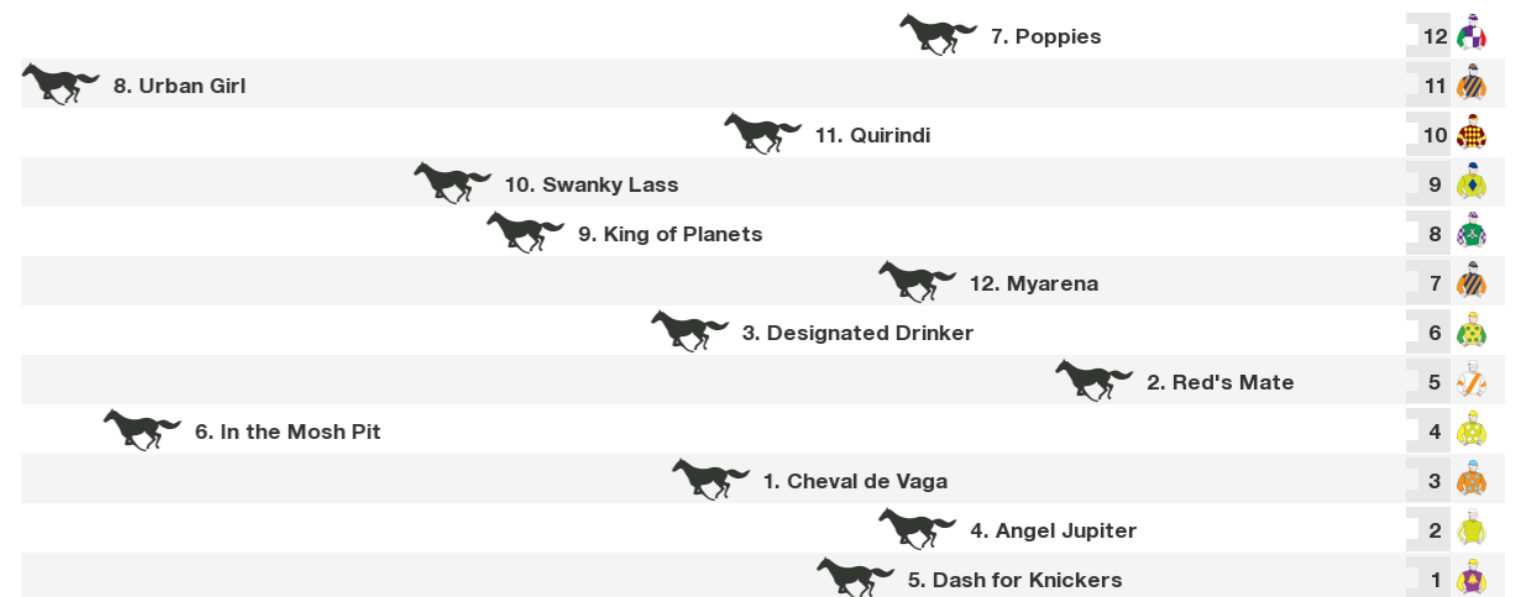 7. Poppies 12
8. Urban Girl 11
11. Quirindi 10
10. Swanky Lass 9
9. King of Planets 8
12. Myarena 7
3. Designated Drinker 6
2. Red's Mate 5
6. In the Mosh Pit 4
1. Cheval de Vaga 3
4. Angel Jupiter 2
5. Dash for Knickers 1